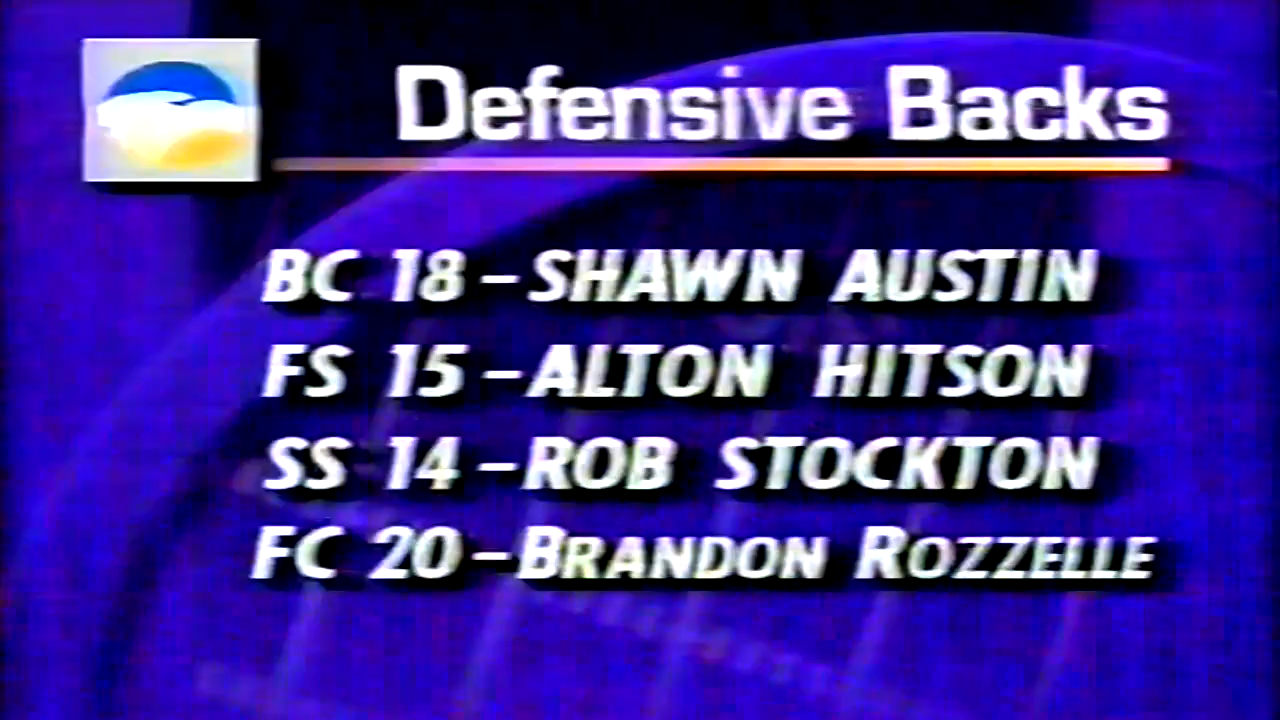 Defensive Backs
BC 18 - SHAWN AUSTIN
FS 15 - ALTON HITSON
SS 14 - ROB STOCKTON
FC 20 - BRANDON ROZZELLE